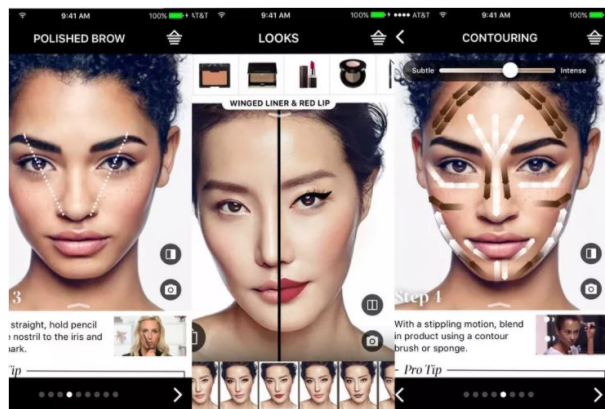 9:41 AM
100%
POLISHED BROW
3
straight, hold pencil
nostril to the iris and
ark.
Tip
AT&T
9:41 AM
100%
LOOKS
WINGED LINER & RED LIP
AT&T
9:41 AM
100%
CONTOURING
Subtle
Intense
Step 1
With a stippling motion, blend
in product using a contour
brush or sponge.
Pro Tip